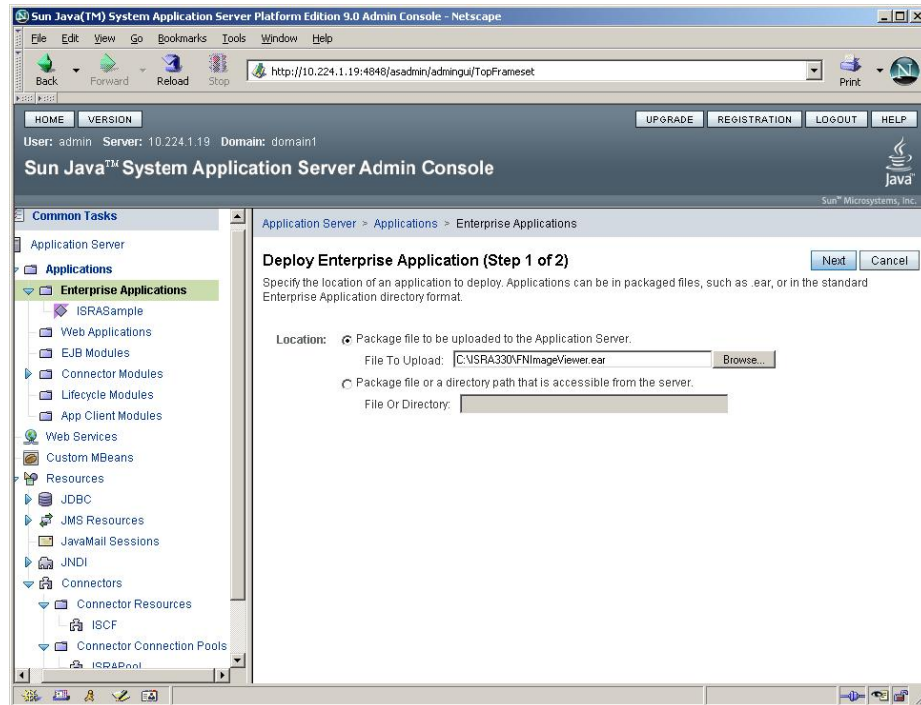 Sun Java(TM) System Application Server Platform Edition 9.0 Admin Console - Netscape
File Edit View Go Bookmarks Tools Window Help
Back Forward Reload Stop http://10.224.1.19:4848/asadmin/admingui/TopFrameset Print N
HOME VERSION UPGRADE REGISTRATION LOGOUT HELP
User: admin Server: 10.224.1.19 Domain: domain1
Sun Java™ System Application Server Admin Console
Java™
Sun™ Microsystems, Inc.
Common Tasks
Application Server
Applications
Enterprise Applications
ISRASample
Web Applications
EJB Modules
Connector Modules
Lifecycle Modules
App Client Modules
Web Services
Custom MBeans
Resources
JDBC
JMS Resources
JavaMail Sessions
JNDI
Connectors
Connector Resources
ISCF
Connector Connection Pools
ISRAPool
Application Server > Applications > Enterprise Applications
Deploy Enterprise Application (Step 1 of 2) Next Cancel
Specify the location of an application to deploy. Applications can be in packaged files, such as .ear, or in the standard
Enterprise Application directory format.
Location: Package file to be uploaded to the Application Server.
File To Upload: C:\ISRA330\FNImageViewer.ear Browse...
Package file or a directory path that is accessible from the server.
File Or Directory: